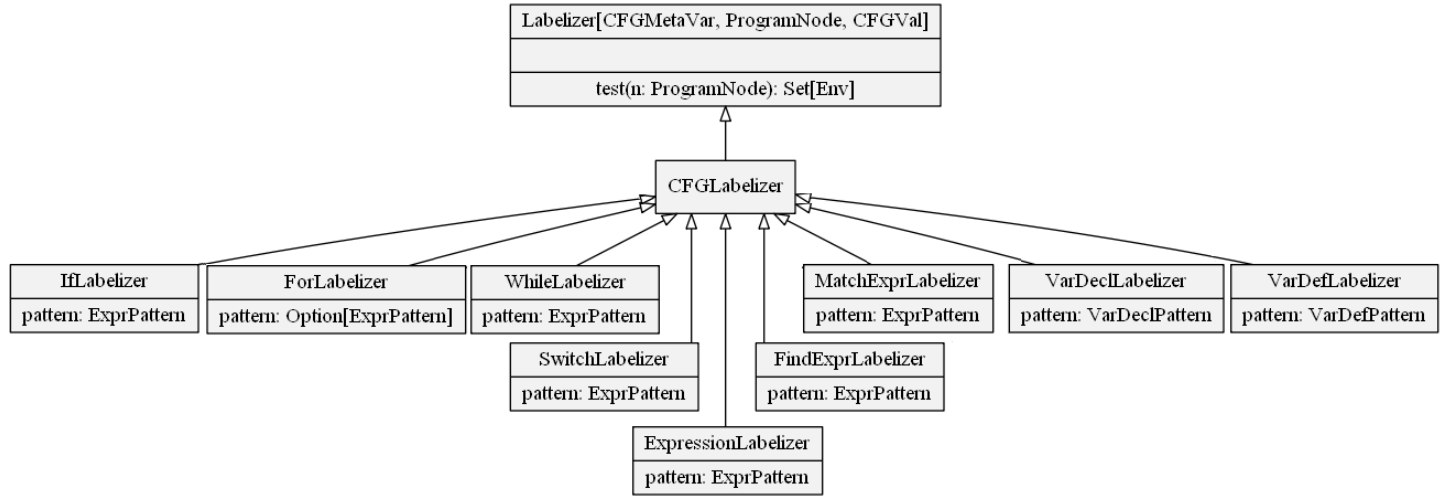 Labelizer[CFGMetaVar, ProgramNode, CFGVal]
test(n: ProgramNode): Set[Env]
CFGLabelizer
IfLabelizer
pattern: ExprPattern
ForLabelizer
pattern: Option[ExprPattern]
WhileLabelizer
pattern: ExprPattern
MatchExprLabelizer
pattern: ExprPattern
VarDeclLabelizer
pattern: VarDeclPattern
VarDefLabelizer
pattern: VarDefPattern
SwitchLabelizer
pattern: ExprPattern
FindExprLabelizer
pattern: ExprPattern
ExpressionLabelizer
pattern: ExprPattern